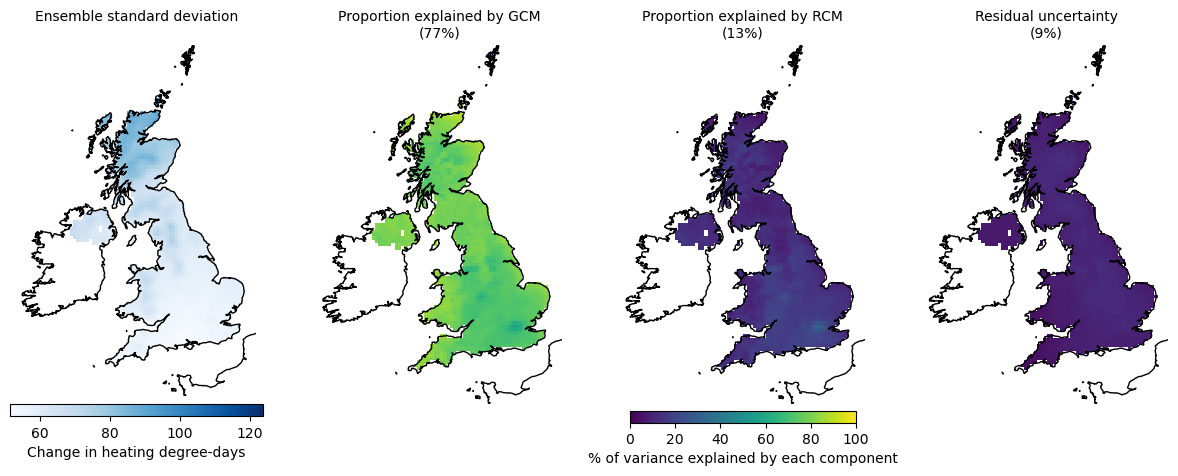 Ensemble standard deviation
Proportion explained by GCM
(77%)
Proportion explained by RCM
(13%)
Residual uncertainty
(9%)
60 80 100 120
Change in heating degree-days
0 20 40 60 80 100
% of variance explained by each component